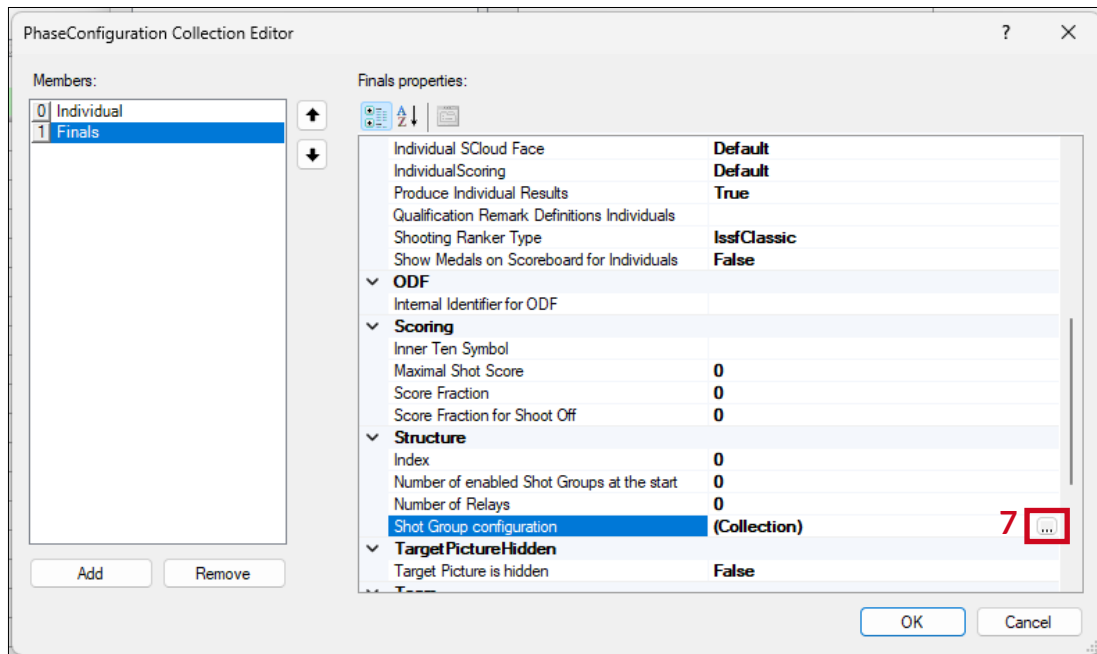 PhaseConfiguration Collection Editor
?
Members:
0 Individual
1 Finals
Add
Remove
Finals properties:
Individual SCloud Face Default
IndividualScoring Default
Produce Individual Results True
Qualification Remark Definitions Individuals
Shooting Ranker Type IssfClassic
Show Medals on Scoreboard for Individuals False
ODF
Internal Identifier for ODF
Scoring
Inner Ten Symbol
Maximal Shot Score 0
Score Fraction 0
Score Fraction for Shoot Off 0
Structure
Index 0
Number of enabled Shot Groups at the start 0
Number of Relays 0
Shot Group configuration (Collection) 7 ...
TargetPictureHidden
Target Picture is hidden False
Team
OK
Cancel